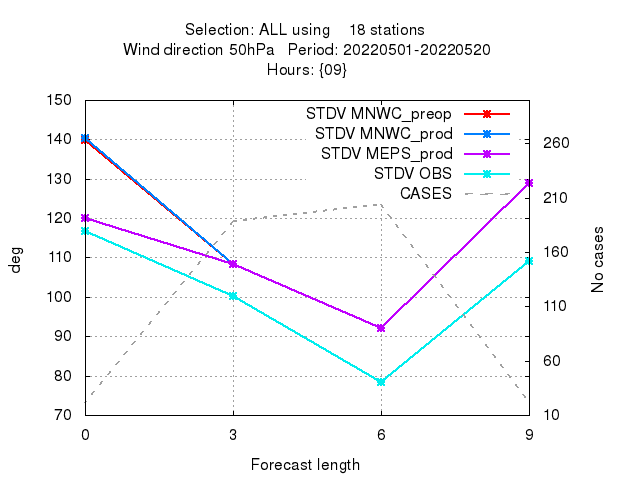 Selection: ALL using    18 stations
Wind direction 50hPa   Period: 20220501-20220520
Hours: {09}
STDV MNWC_preop
STDV MNWC_prod
STDV MEPS_prod
STDV OBS
CASES
150
140
130
120
110
100
90
80
70
deg
260
210
160
110
60
10
No cases
0 3 6 9
Forecast length